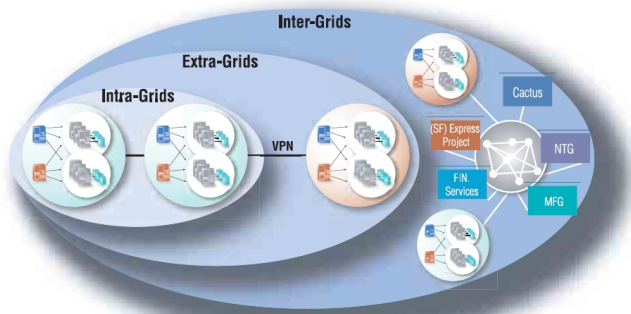 Inter-Grids
Extra-Grids
Intra-Grids
VPN
Cactus
(SF) Express
Project
NTG
FIN.
Services
MFG